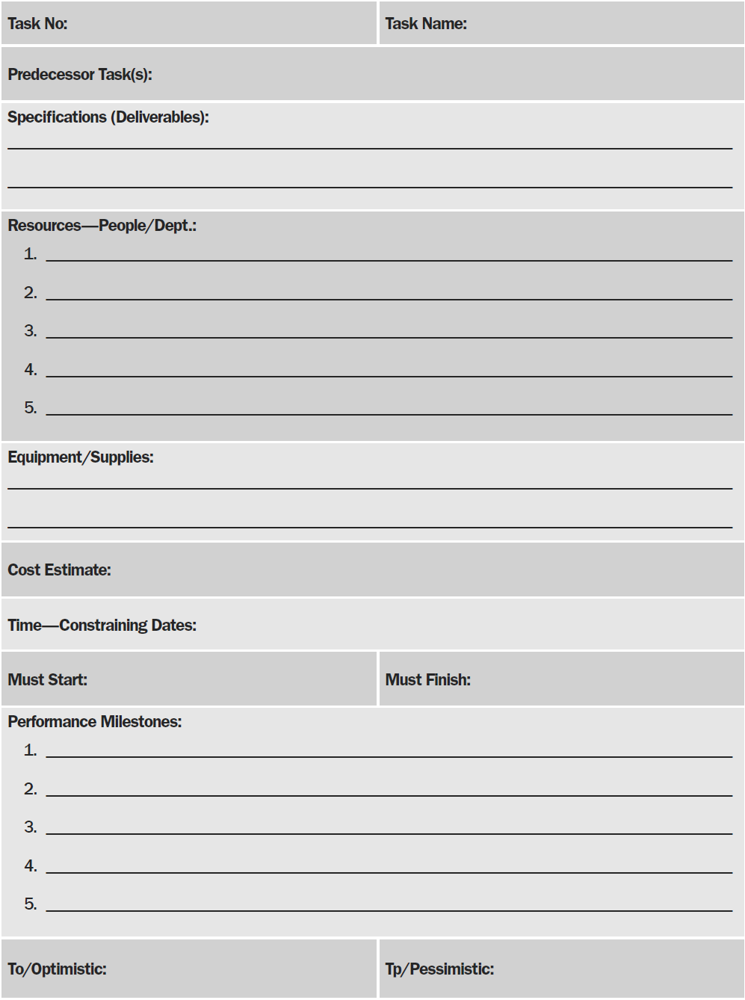 Task No:
Task Name:
Predecessor Task(s):
Specifications (Deliverables):
Resources—People/Dept.:
1.
2.
3.
4.
5.
Equipment/Supplies:
Cost Estimate:
Time—Constraining Dates:
Must Start:
Must Finish:
Performance Milestones:
1.
2.
3.
4.
5.
To/Optimistic:
Tp/Pessimistic: